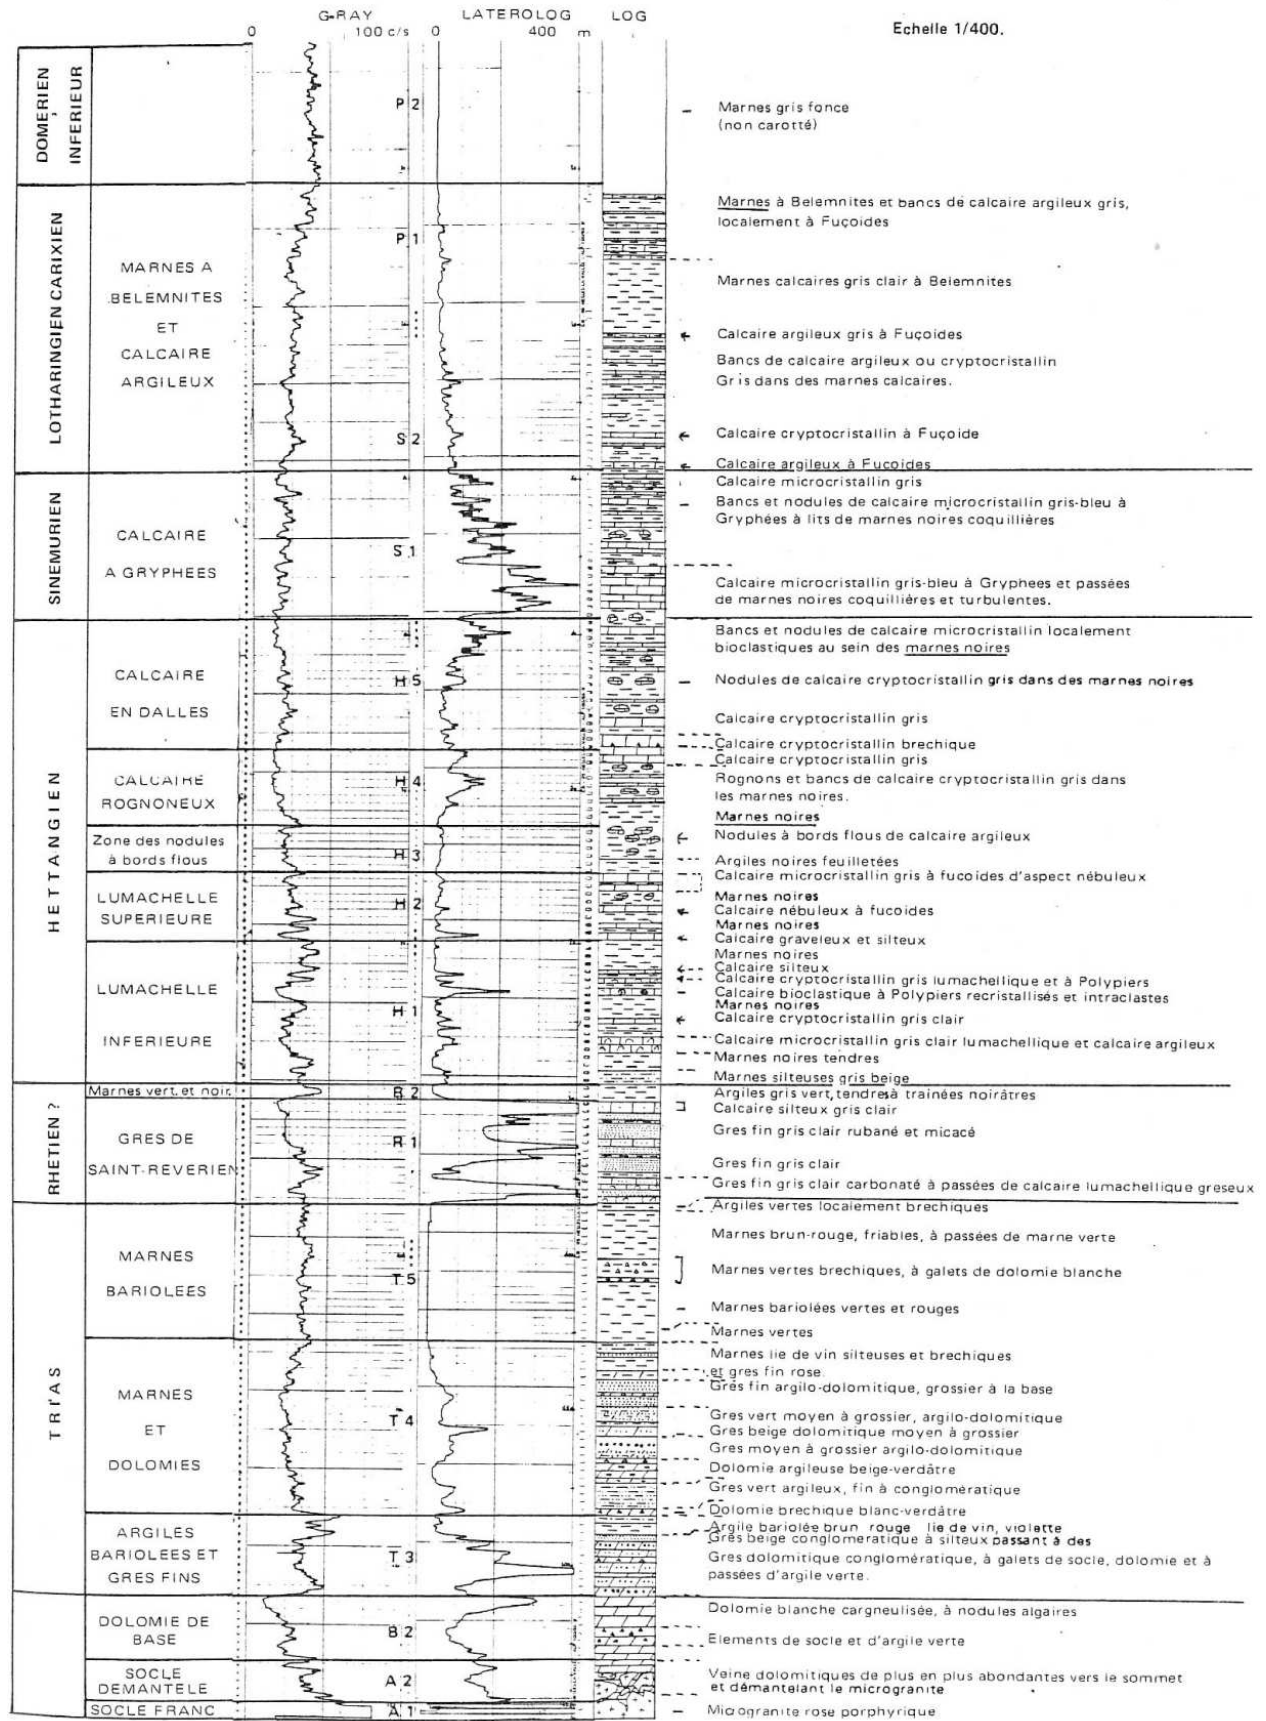 G-RAY LATEROLOG LOG
0 100 c/s 0 400 m
Echelle 1/400.
DOMERIEN
INFERIEUR
P 2
Marnes gris fonce
(non carotté)
LOTHARINGIEN CARIXIEN
MARNES A
BELEMNITES
ET
CALCAIRE
ARGILEUX
P 1
S 2
Marnes à Belemnites et bancs de calcaire argileux gris,
localement à Fuçoides
Marnes calcaires gris clair à Belemnites
Calcaire argileux gris à Fuçoides
Bancs de calcaire argileux ou cryptocristallin
Gris dans des marnes calcaires.
Calcaire cryptocristallin à Fuçoide
Calcaire argileux à Fucoides
SINEMURIEN
CALCAIRE
A GRYPHEES
S 1
Calcaire microcristallin gris
Bancs et nodules de calcaire microcristallin gris-bleu à
Gryphées à lits de marnes noires coquillières
Calcaire microcristallin gris-bleu à Gryphees et passées
de marnes noires coquillières et turbulentes.
HETTANGIEN
CALCAIRE
EN DALLES
H 5
Bancs et nodules de calcaire microcristallin localement
bioclastiques au sein des marnes noires
Nodules de calcaire cryptocristallin gris dans des marnes noires
Calcaire cryptocristallin gris
Calcaire cryptocristallin brechique
CALCAIRE
ROGNONEUX
H 4
Calcaire cryptocristallin gris
Rognons et bancs de calcaire cryptocristallin gris dans
les marnes noires.
Marnes noires
Zone des nodules
à bords flous
H 3
Nodules à bords flous de calcaire argileux
Argiles noires feuilletées
LUMACHELLE
SUPERIEURE
H 2
Calcaire microcristallin gris à fucoides d'aspect nébuleux
Marnes noires
Calcaire nébuleux à fucoides
Marnes noires
Calcaire graveleux et silteux
LUMACHELLE
INFERIEURE
H 1
Marnes noires
Calcaire silteux
Calcaire cryptocristallin gris lumachellique et à Polypiers
Calcaire bioclastique à Polypiers recristallisés et intraclastes
Marnes noires
Calcaire cryptocristallin gris clair
Calcaire microcristallin gris clair lumachellique et calcaire argileux
Marnes noires tendres
Marnes silteuses gris beige
RHETIEN ?
Marnes vert. et noir.
R 2
Argiles gris vert, tendres à trainées noirâtres
GRES DE
SAINT-REVERIEN
R 1
Calcaire silteux gris clair
Gres fin gris clair rubané et micacé
Gres fin gris clair
Gres fin gris clair carbonaté à passées de calcaire lumachellique greseux
TRIAS
MARNES
BARIOLEES
T 5
Argiles vertes localement brechiques
Marnes brun-rouge, friables, à passées de marne verte
Marnes vertes brechiques, à galets de dolomie blanche
Marnes bariolées vertes et rouges
Marnes vertes
MARNES
ET
DOLOMIES
T 4
Marnes lie de vin silteuses et brechiques
et gres fin rose.
Grés fin argilo-dolomitique, grossier à la base
Gres vert moyen à grossier, argilo-dolomitique
Gres beige dolomitique moyen à grossier
Gres moyen à grossier argilo-dolomitique
Dolomie argileuse beige-verdâtre
Gres vert argileux, fin à conglomératique
Dolomie brechique blanc-verdâtre
ARGILES
BARIOLEES ET
GRES FINS
T 3
Argile bariolée brun rouge lie de vin, violette
Grés beige conglomeratique à silteux passant à des
Gres dolomitique conglomératique, à galets de socle, dolomie et à
passées d'argile verte.
DOLOMIE DE
BASE
B 2
Dolomie blanche cargneulisée, à nodules algaires
Elements de socle et d'argile verte
SOCLE
DEMANTELE
A 2
Veine dolomitiques de plus en plus abondantes vers le sommet
et démantelant le microgranite
SOCLE FRANC
A 1
Microgranite rose porphyrique